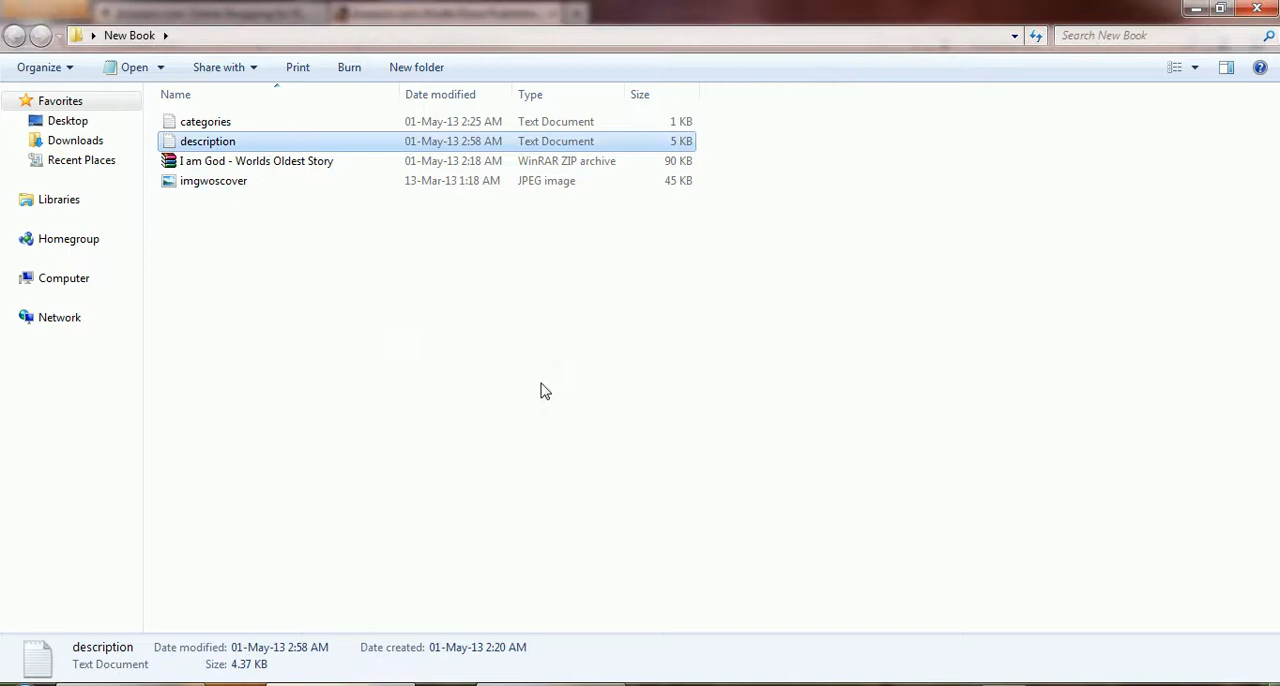 New Book
Search New Book
Organize Open Share with Print Burn New folder
Name Date modified Type Size
Favorites
Desktop
Downloads
Recent Places
Libraries
Homegroup
Computer
Network
categories 01-May-13 2:25 AM Text Document 1 KB
description 01-May-13 2:58 AM Text Document 5 KB
I am God - Worlds Oldest Story 01-May-13 2:18 AM WinRAR ZIP archive 90 KB
imgwoscover 13-Mar-13 1:18 AM JPEG image 45 KB
description Date modified: 01-May-13 2:58 AM Date created: 01-May-13 2:20 AM
Text Document Size: 4.37 KB